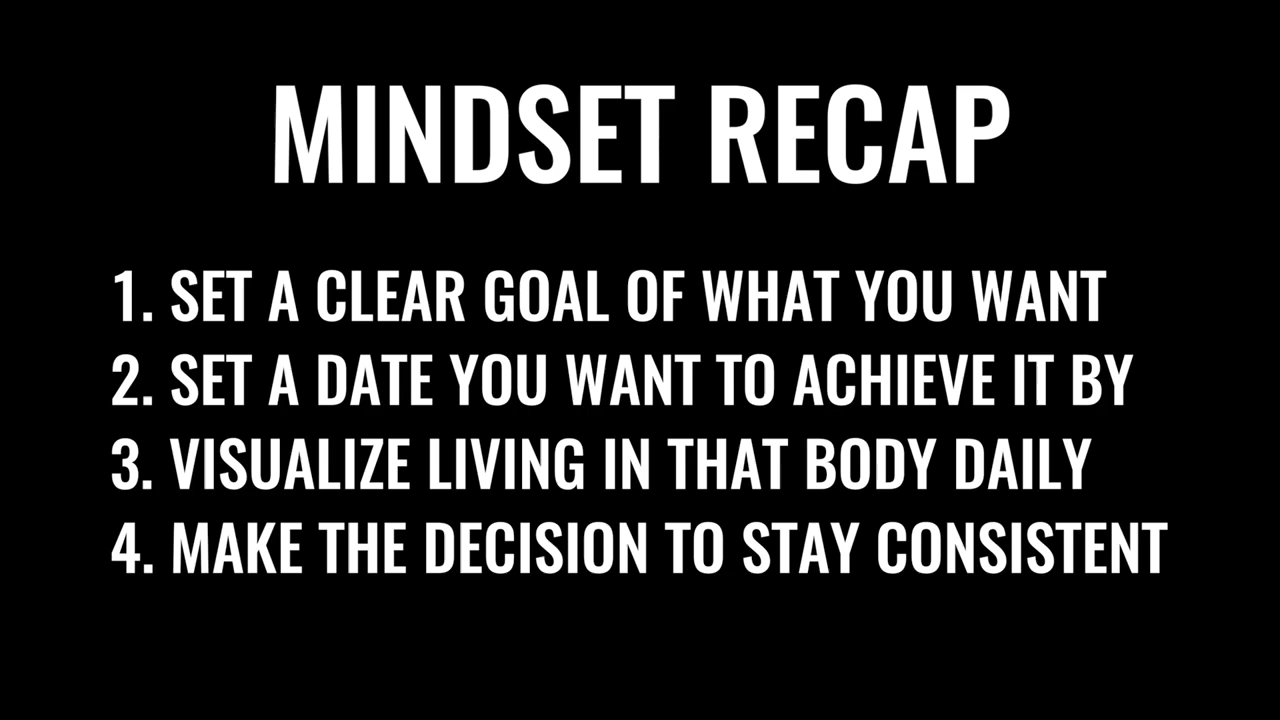 MINDSET RECAP
1. SET A CLEAR GOAL OF WHAT YOU WANT
2. SET A DATE YOU WANT TO ACHIEVE IT BY
3. VISUALIZE LIVING IN THAT BODY DAILY
4. MAKE THE DECISION TO STAY CONSISTENT